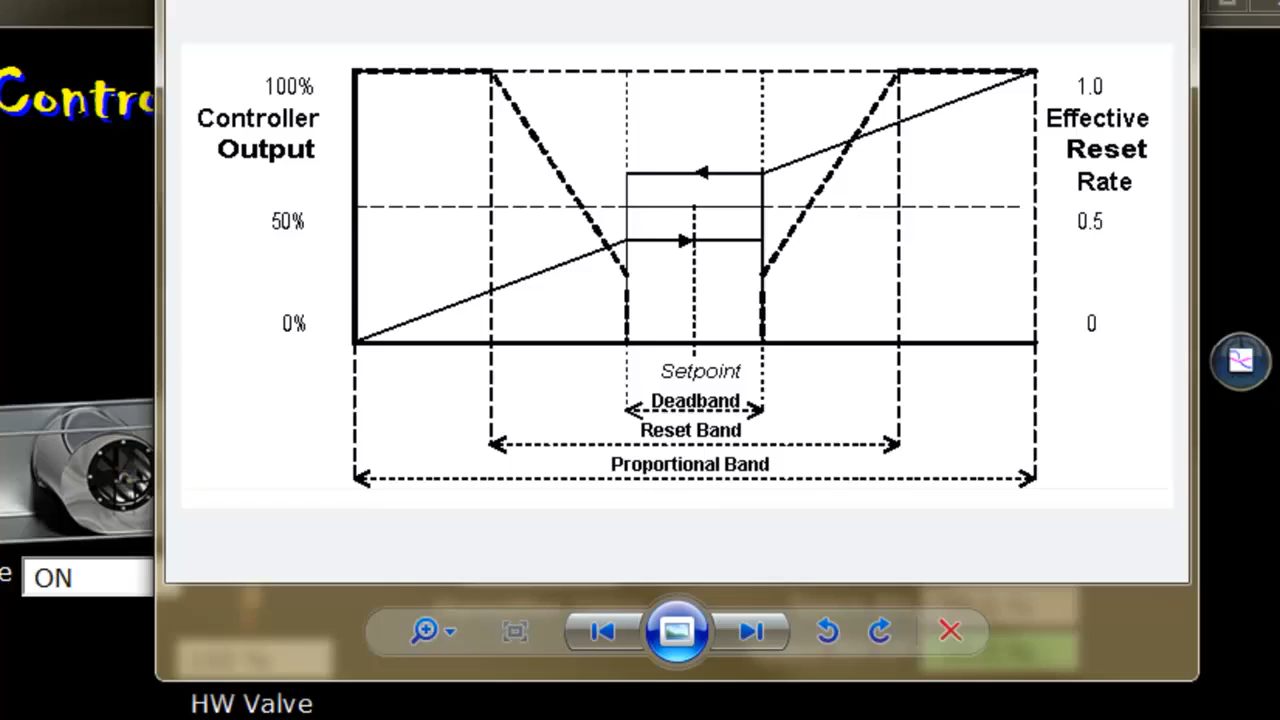 Contro
100%
Controller
Output
50%
0%
1.0
Effective
Reset
Rate
0.5
0
Setpoint
Deadband
Reset Band
Proportional Band
e
ON
HW Valve